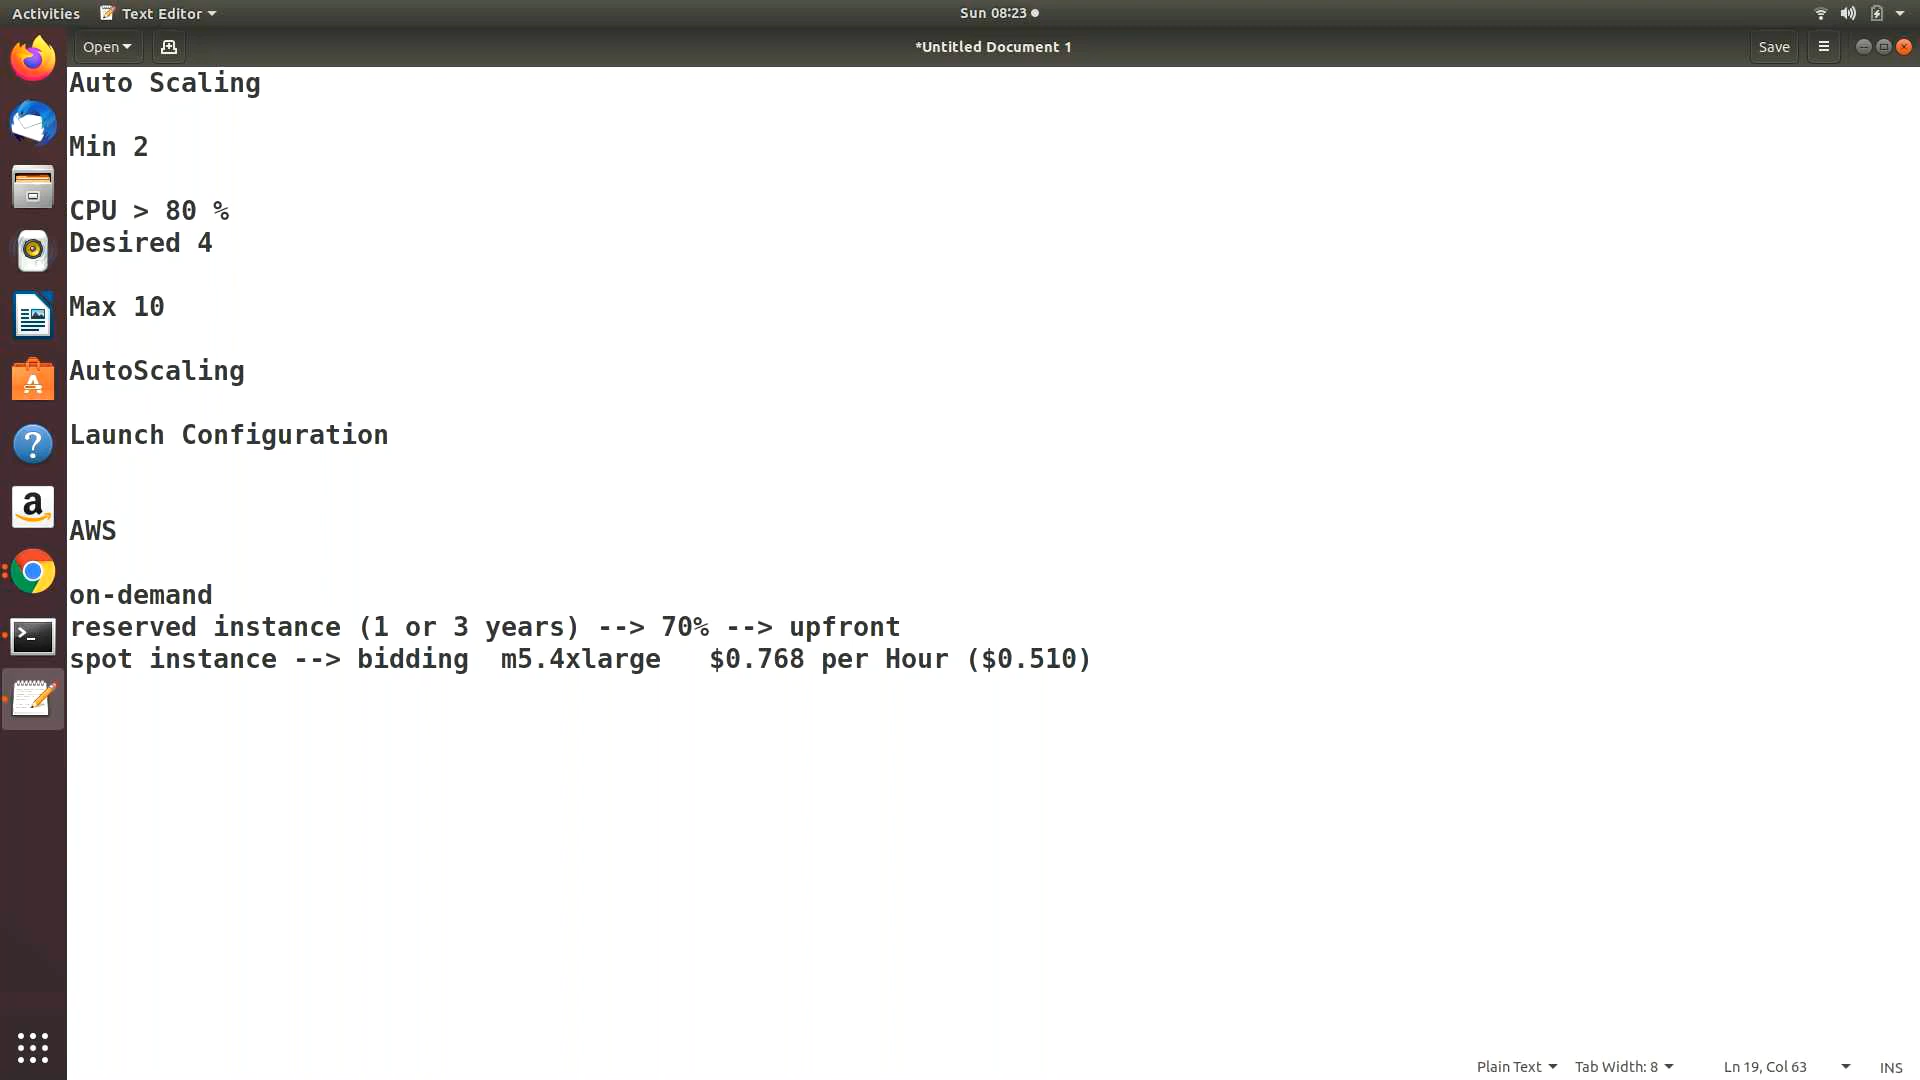 Activities Text Editor Sun 08:23
Open *Untitled Document 1 Save
Auto Scaling
Min 2
CPU > 80 %
Desired 4
Max 10
AutoScaling
Launch Configuration
AWS
on-demand
reserved instance (1 or 3 years) --> 70% --> upfront
spot instance --> bidding  m5.4xlarge   $0.768 per Hour ($0.510)
Plain Text Tab Width: 8 Ln 19, Col 63 INS